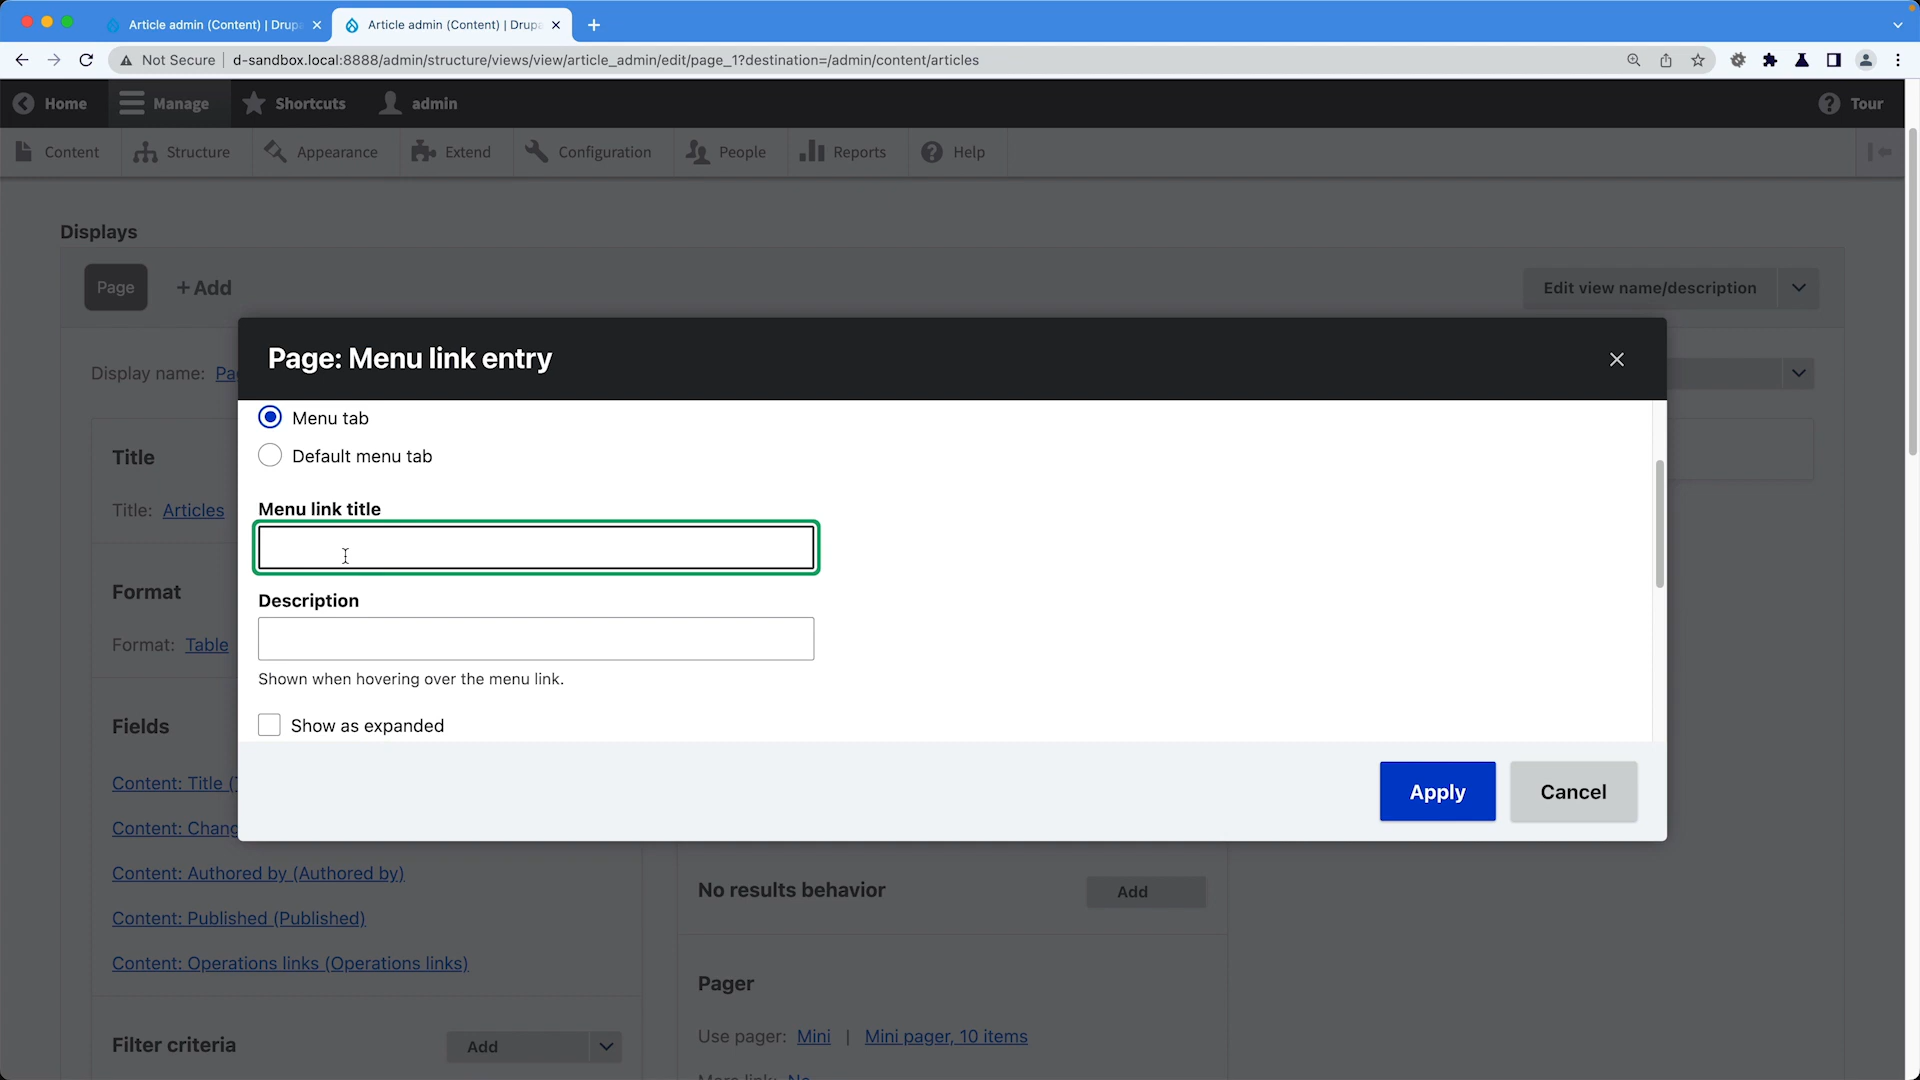 Article admin (Content) | Drup
Article admin (Content) | Drup
Not Secure
d-sandbox.local:8888/admin/structure/views/view/article_admin/edit/page_1?destination=/admin/content/articles
Home
Manage
Shortcuts
admin
Tour
Content
Structure
Appearance
Extend
Configuration
People
Reports
Help
Displays
Page
+ Add
Edit view name/description
Display name: Pa
Page: Menu link entry
Menu tab
Default menu tab
Menu link title
Description
Shown when hovering over the menu link.
Show as expanded
Apply
Cancel
Title
Title: Articles
Format
Format: Table
Fields
Content: Title (
Content: Chang
Content: Authored by (Authored by)
Content: Published (Published)
Content: Operations links (Operations links)
Filter criteria
Add
No results behavior
Add
Pager
Use pager: Mini | Mini pager, 10 items
More link: No